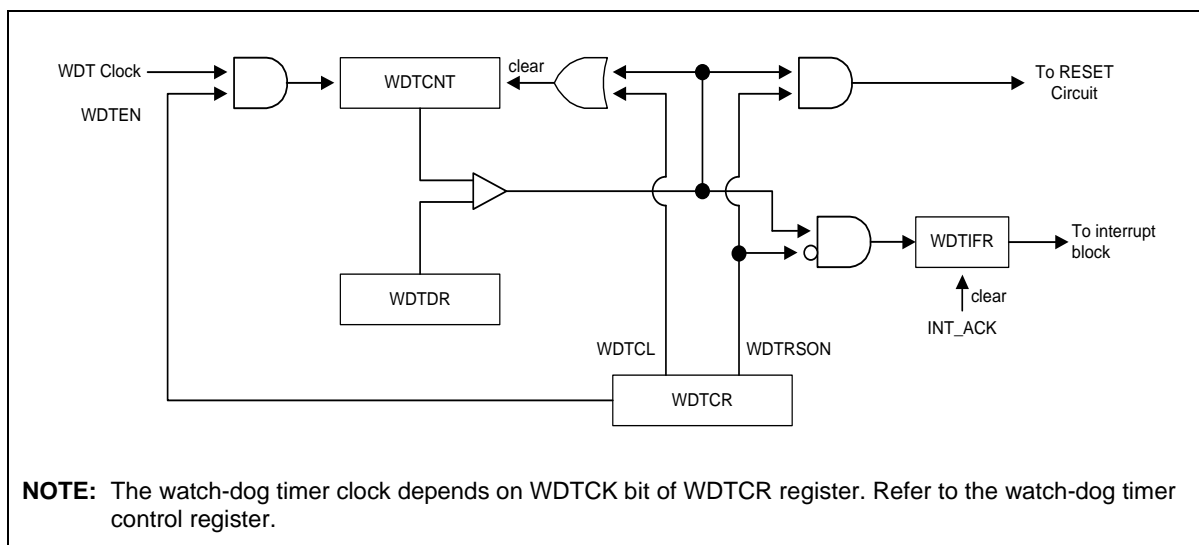 WDT Clock
WDTEN
WDTCNT
clear
To RESET
Circuit
WDTDR
WDTIFR
To interrupt
block
clear
INT_ACK
WDTCL
WDTRSON
WDTCR
NOTE: The watch-dog timer clock depends on WDTCK bit of WDTCR register. Refer to the watch-dog timer
control register.